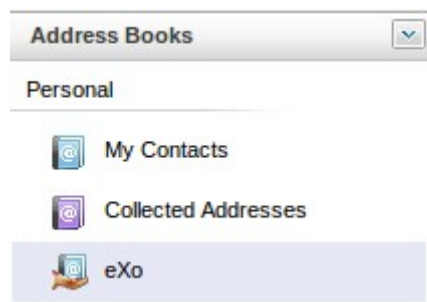 Address Books
Personal
My Contacts
Collected Addresses
eXo